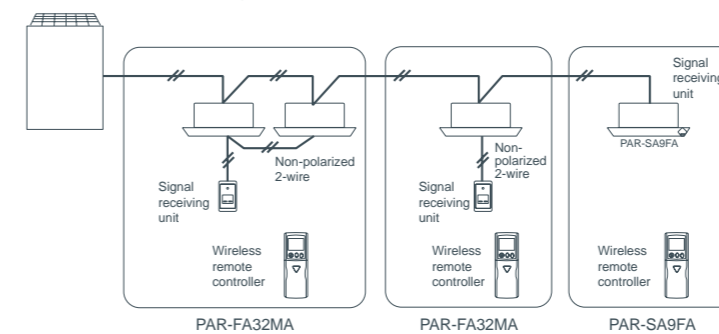 Non-polarized
2-wire
Signal
receiving
unit
Wireless
remote
controller
PAR-FA32MA
Non-
polarized
2-wire
Signal
receiving
unit
Wireless
remote
controller
PAR-FA32MA
Signal
receiving
unit
PAR-SA9FA
Wireless
remote
controller
PAR-SA9FA